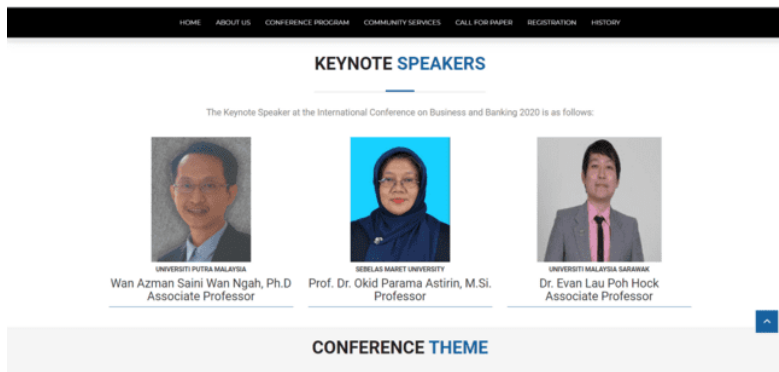 HOME ABOUT US CONFERENCE PROGRAM COMMUNITY SERVICES CALL FOR PAPER REGISTRATION HISTORY
KEYNOTE SPEAKERS
The Keynote Speaker at the International Conference on Business and Banking 2020 is as follows:
UNIVERSITI PUTRA MALAYSIA
Wan Azman Saini Wan Ngah, Ph.D
Associate Professor
SEBELAS MARET UNIVERSITY
Prof. Dr. Okid Parama Astirin, M.Si.
Professor
UNIVERSITI MALAYSIA SARAWAK
Dr. Evan Lau Poh Hock
Associate Professor
CONFERENCE THEME